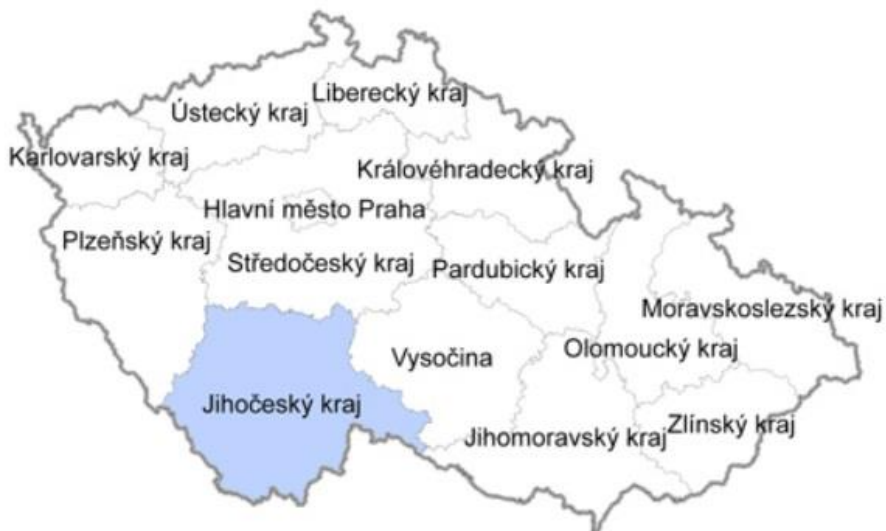 Liberecký kraj
Ústecký kraj
Karlovarský kraj
Královéhradecký kraj
Hlavní město Praha
Plzeňský kraj
Středočeský kraj
Pardubický kraj
Moravskoslezský kraj
Olomoucký kraj
Vysočina
Jihočeský kraj
Zlínský kraj
Jihomoravský kraj